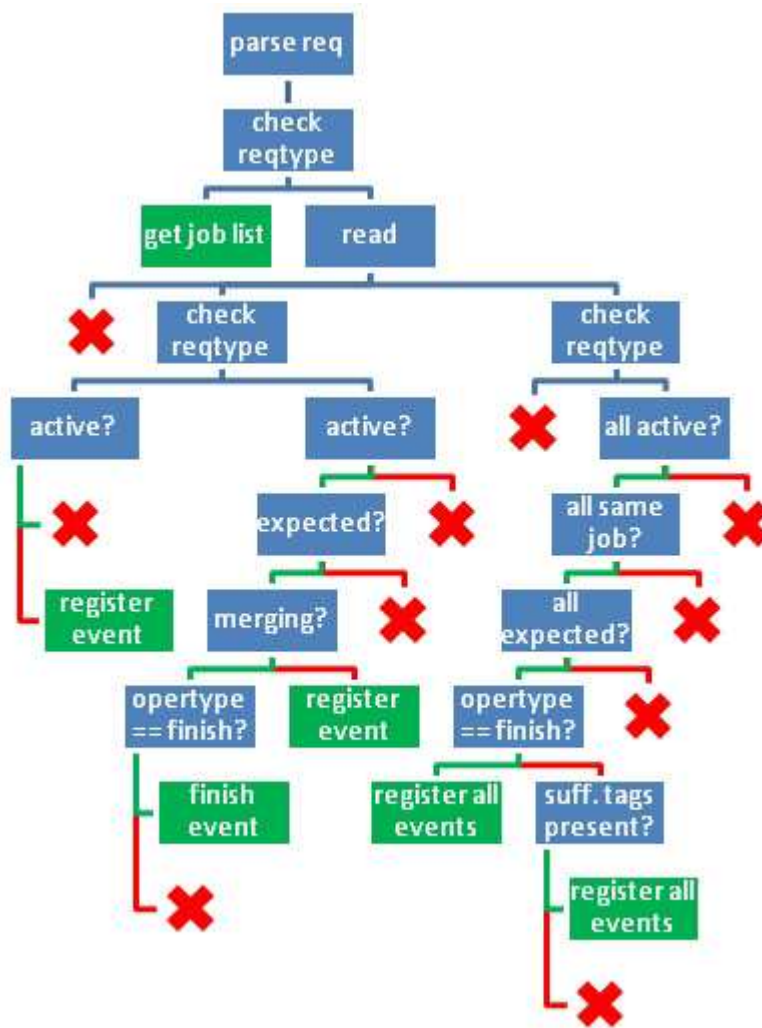 parse req
check
reqtype
get job list
read
check
reqtype
check
reqtype
active?
active?
all active?
expected?
all same
job?
register
event
merging?
all
expected?
opertype
== finish?
register
event
opertype
== finish?
finish
event
register all
events
suff. tags
present?
register all
events